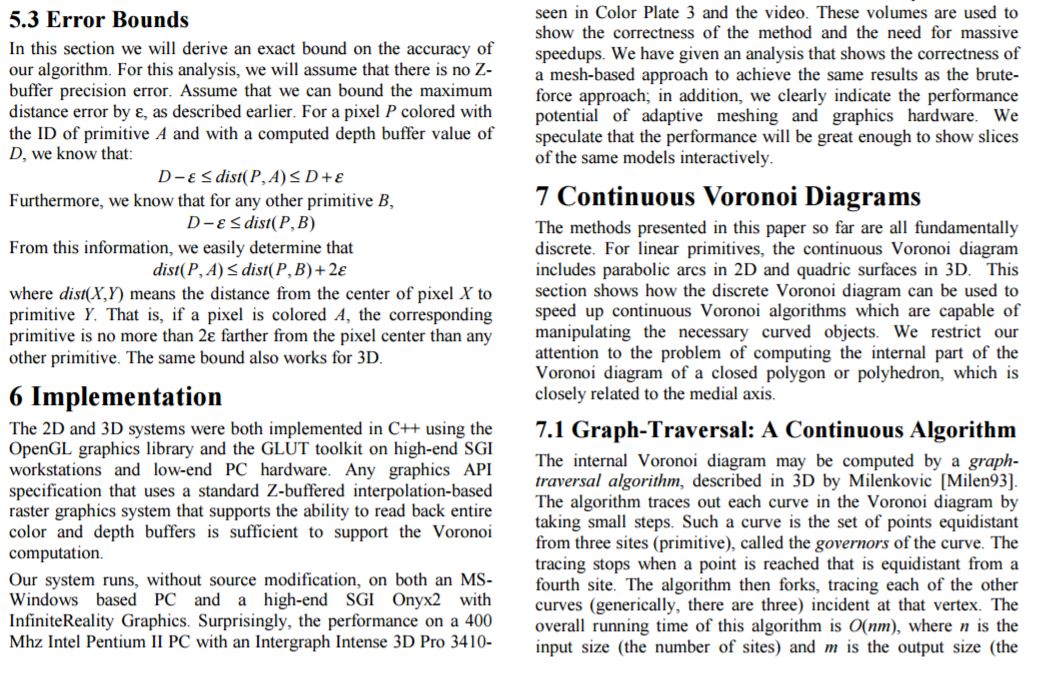 5.3 Error Bounds
In this section we will derive an exact bound on the accuracy of
our algorithm. For this analysis, we will assume that there is no Z-
buffer precision error. Assume that we can bound the maximum
distance error by ε, as described earlier. For a pixel P colored with
the ID of primitive A and with a computed depth buffer value of
D, we know that:
D − ε ≤ dist(P, A) ≤ D + ε
Furthermore, we know that for any other primitive B,
D − ε ≤ dist(P, B)
From this information, we easily determine that
dist(P, A) ≤ dist(P, B) + 2ε
where dist(X,Y) means the distance from the center of pixel X to
primitive Y. That is, if a pixel is colored A, the corresponding
primitive is no more than 2ε farther from the pixel center than any
other primitive. The same bound also works for 3D.
6 Implementation
The 2D and 3D systems were both implemented in C++ using the
OpenGL graphics library and the GLUT toolkit on high-end SGI
workstations and low-end PC hardware. Any graphics API
specification that uses a standard Z-buffered interpolation-based
raster graphics system that supports the ability to read back entire
color and depth buffers is sufficient to support the Voronoi
computation.
Our system runs, without source modification, on both an MS-
Windows based PC and a high-end SGI Onyx2 with
InfiniteReality Graphics. Surprisingly, the performance on a 400
Mhz Intel Pentium II PC with an Intergraph Intense 3D Pro 3410-
seen in Color Plate 3 and the video. These volumes are used to
show the correctness of the method and the need for massive
speedups. We have given an analysis that shows the correctness of
a mesh-based approach to achieve the same results as the brute-
force approach; in addition, we clearly indicate the performance
potential of adaptive meshing and graphics hardware. We
speculate that the performance will be great enough to show slices
of the same models interactively.
7 Continuous Voronoi Diagrams
The methods presented in this paper so far are all fundamentally
discrete. For linear primitives, the continuous Voronoi diagram
includes parabolic arcs in 2D and quadric surfaces in 3D. This
section shows how the discrete Voronoi diagram can be used to
speed up continuous Voronoi algorithms which are capable of
manipulating the necessary curved objects. We restrict our
attention to the problem of computing the internal part of the
Voronoi diagram of a closed polygon or polyhedron, which is
closely related to the medial axis.
7.1 Graph-Traversal: A Continuous Algorithm
The internal Voronoi diagram may be computed by a graph-
traversal algorithm, described in 3D by Milenkovic [Milen93].
The algorithm traces out each curve in the Voronoi diagram by
taking small steps. Such a curve is the set of points equidistant
from three sites (primitive), called the governors of the curve. The
tracing stops when a point is reached that is equidistant from a
fourth site. The algorithm then forks, tracing each of the other
curves (generically, there are three) incident at that vertex. The
overall running time of this algorithm is O(nm), where n is the
input size (the number of sites) and m is the output size (the